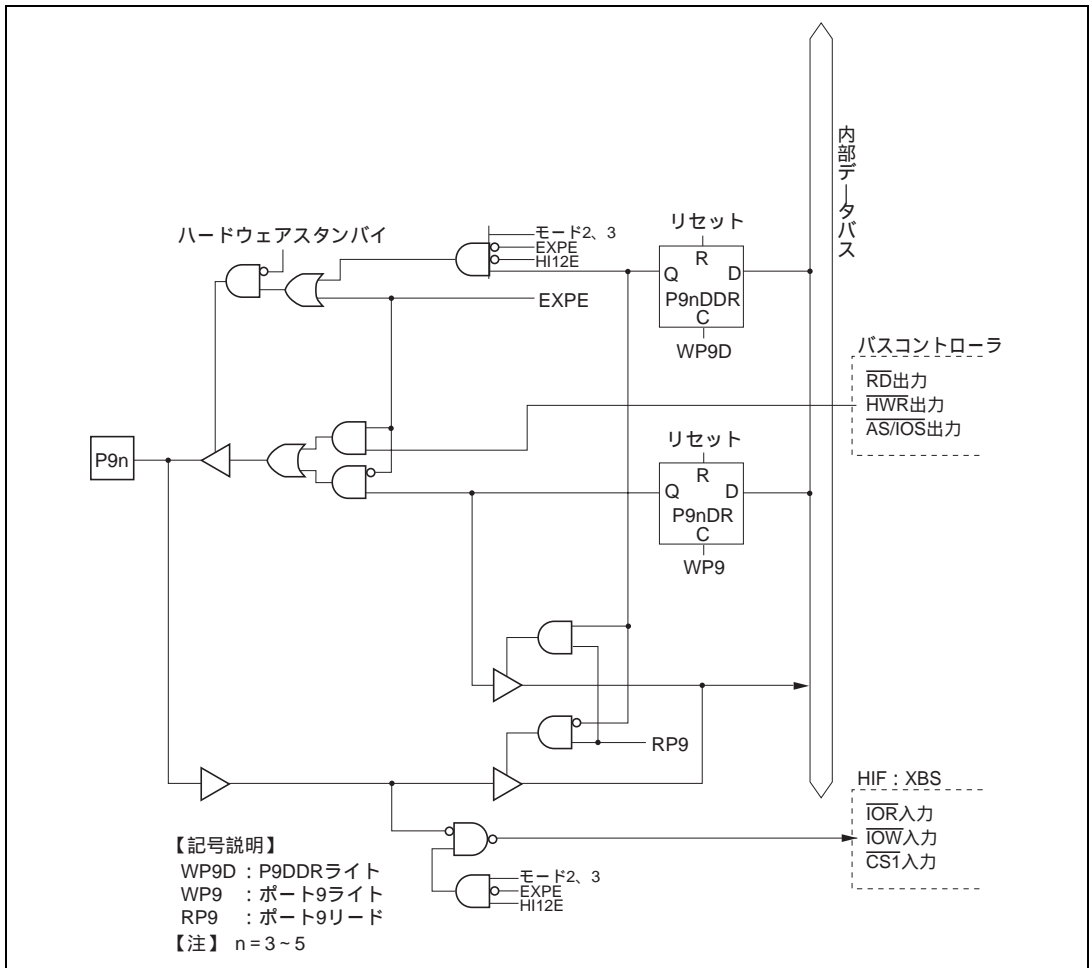 内部データバス
リセット
モード2、3
EXPE
HI12E
ハードウェアスタンバイ
R
Q D
P9nDDR
C
EXPE
WP9D
バスコントローラ
RD出力
HWR出力
AS/IOS出力
リセット
P9n
R
Q D
P9nDR
C
WP9
RP9
HIF：XBS
IOR入力
IOW入力
CS1入力
モード2、3
EXPE
HI12E
【記号説明】
WP9D：P9DDRライト
WP9 ：ポート9ライト
RP9 ：ポート9リード
【注】 n = 3 ~ 5